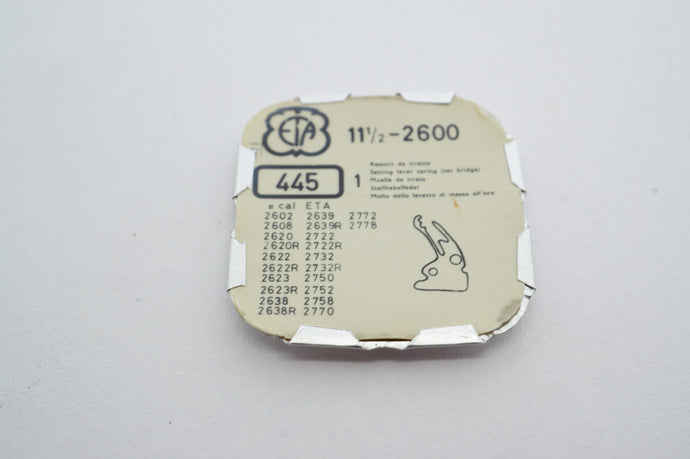 ETA 11½-2600
445 1
Ressort de tirette
Setting lever spring (set bridge)
Muelle de tirete
Stellhebelfeder
Molla della levetta di messa all'ora
= cal ETA
2602 2639 2772
2608 2639R 2778
2620 2722
2620R 2722R
2622 2732
2622R 2732R
2623 2750
2623R 2752
2638 2758
2638R 2770